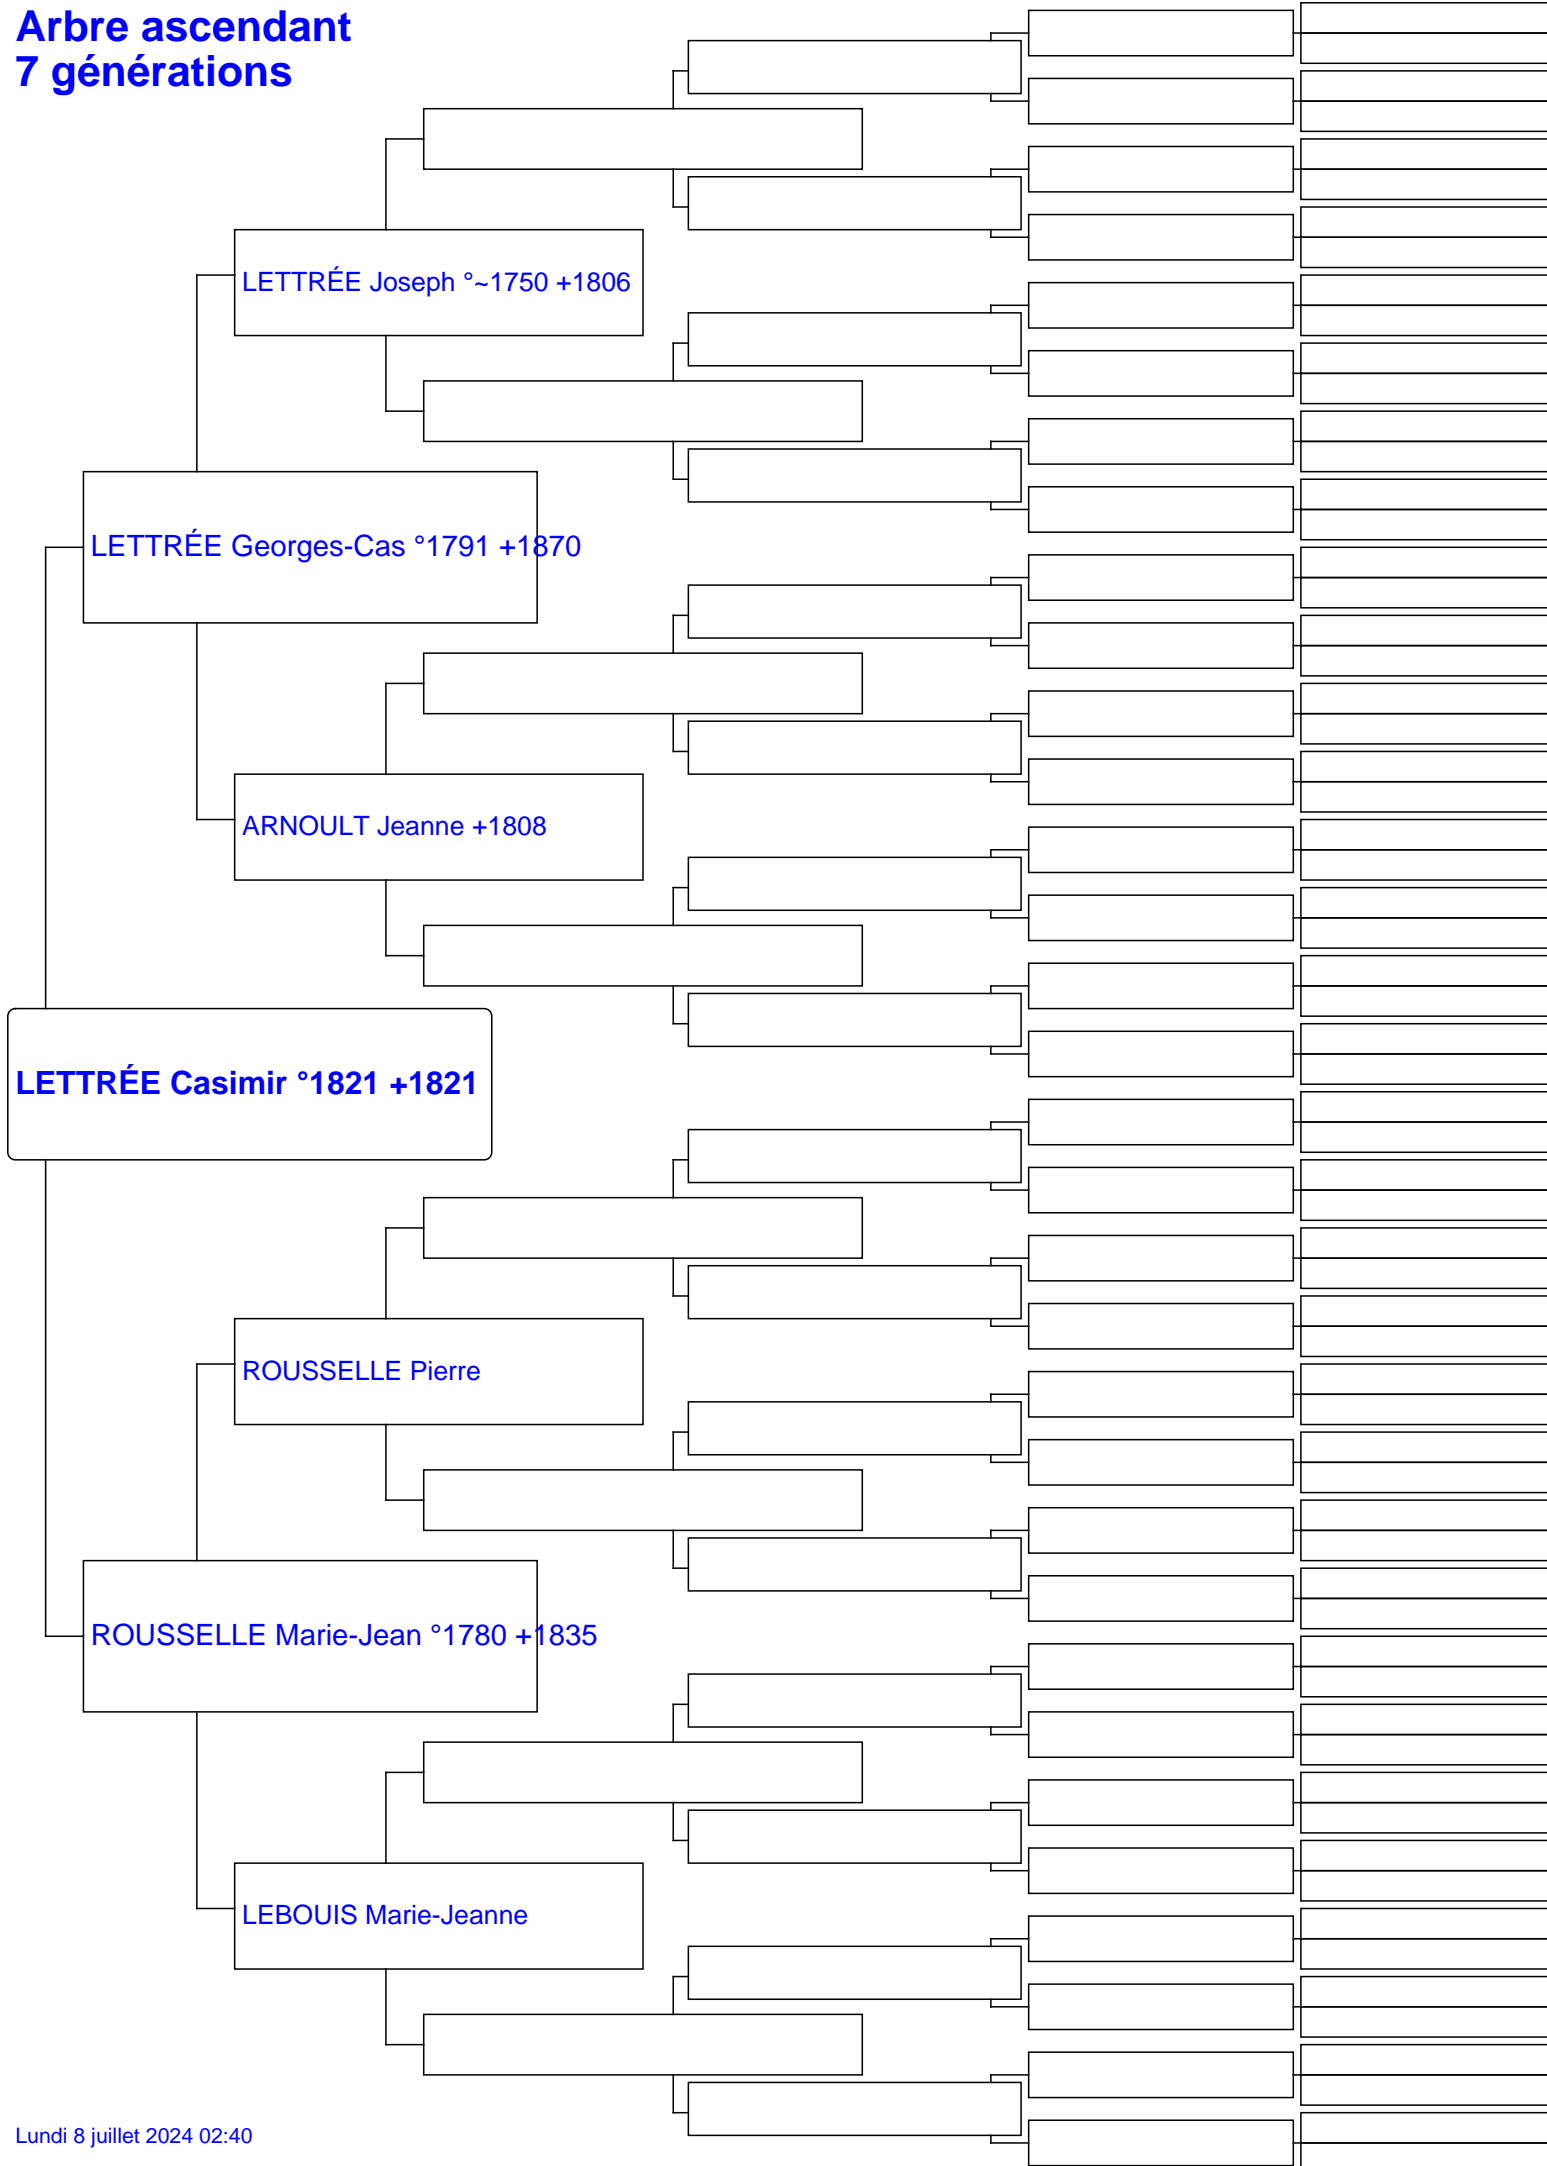 Arbre ascendant
7 générations
LETTRÉE Joseph °~1750 +1806
LETTRÉE Georges-Cas °1791 +1870
ARNOULT Jeanne +1808
LETTRÉE Casimir °1821 +1821
ROUSSELLE Pierre
ROUSSELLE Marie-Jean °1780 +1835
LEBOUIS Marie-Jeanne
Lundi 8 juillet 2024 02:40